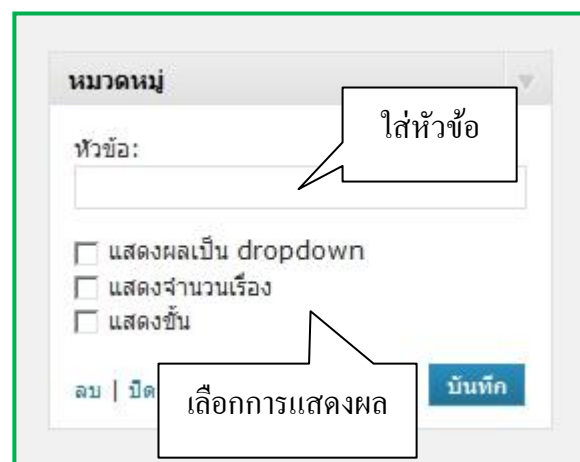 หมวดหมู่
ใส่หัวข้อ
หัวข้อ:
แสดงผลเป็น dropdown
แสดงจำนวนเรื่อง
แสดงขั้น
ลบ | ปิด
เลือกการแสดงผล
บันทึก